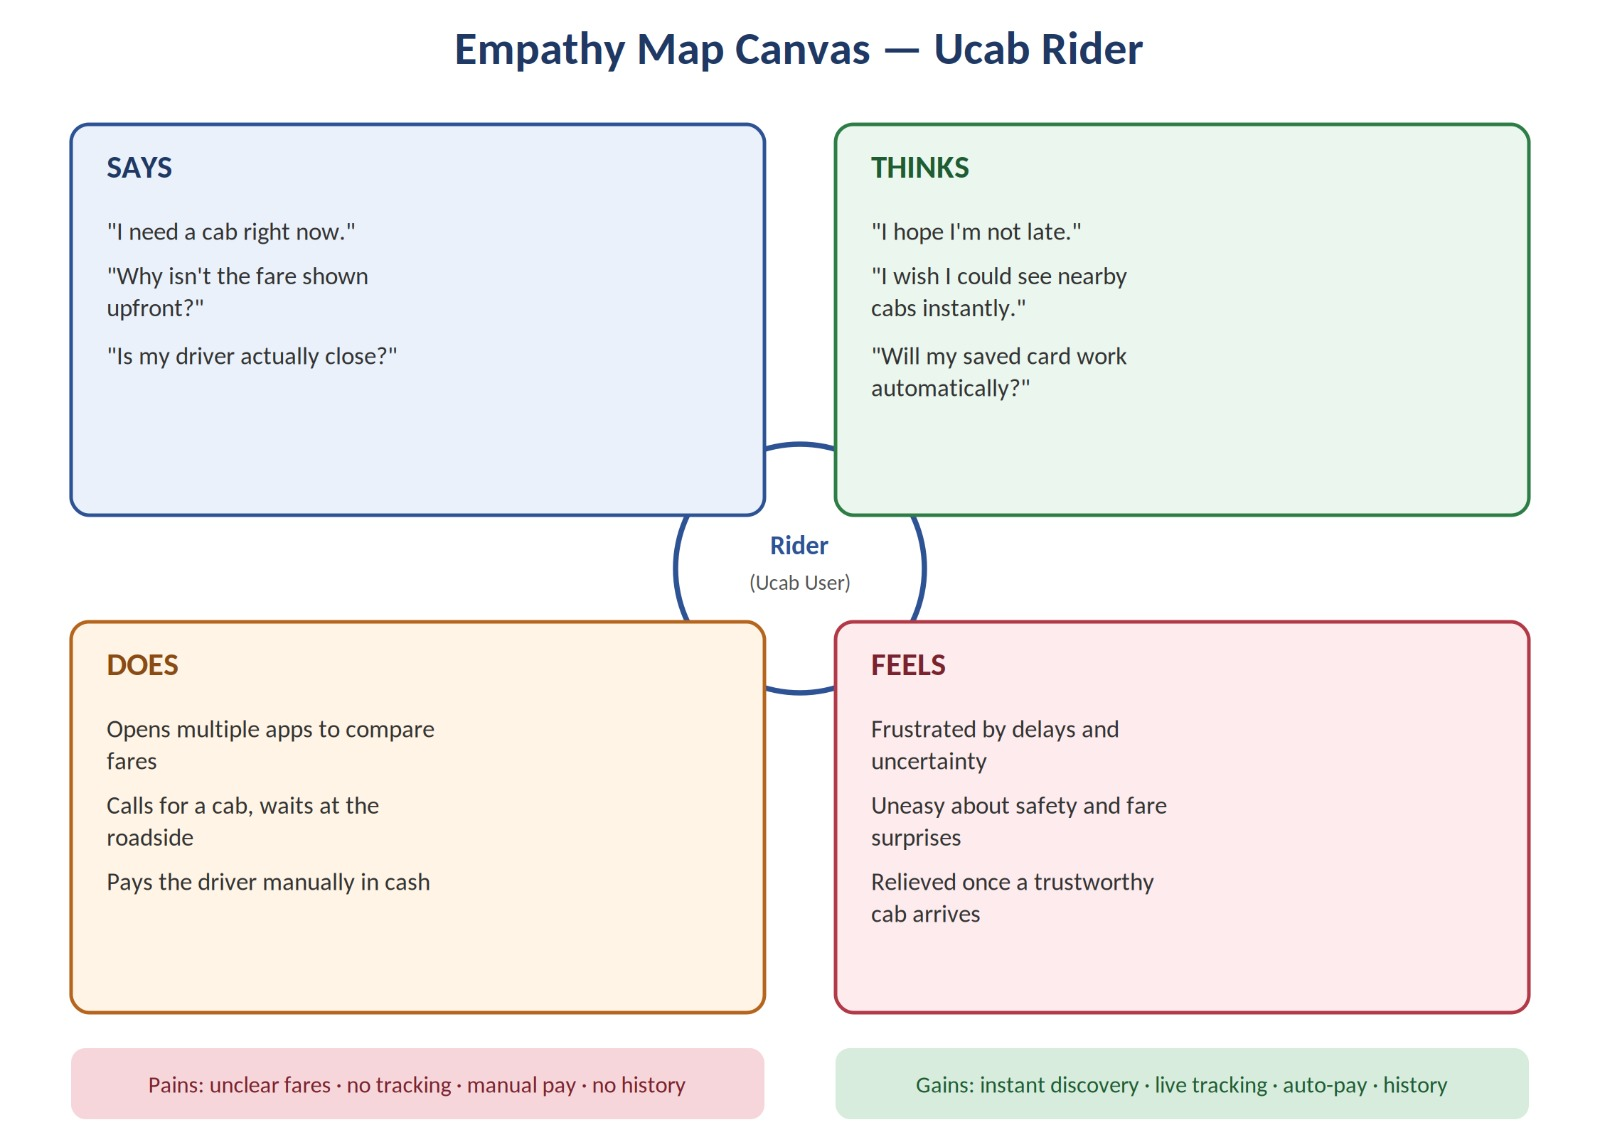 Empathy Map Canvas — Ucab Rider
SAYS
"I need a cab right now."
"Why isn't the fare shown
upfront?"
"Is my driver actually close?"
THINKS
"I hope I'm not late."
"I wish I could see nearby
cabs instantly."
"Will my saved card work
automatically?"
Rider
(Ucab User)
DOES
Opens multiple apps to compare
fares
Calls for a cab, waits at the
roadside
Pays the driver manually in cash
FEELS
Frustrated by delays and
uncertainty
Uneasy about safety and fare
surprises
Relieved once a trustworthy
cab arrives
Pains: unclear fares · no tracking · manual pay · no history
Gains: instant discovery · live tracking · auto-pay · history